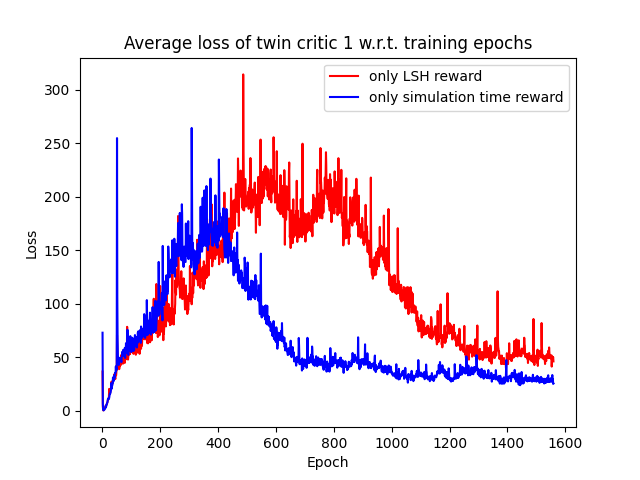 Average loss of twin critic 1 w.r.t. training epochs
only LSH reward
only simulation time reward
300
250
200
150
100
50
0
Loss
0 200 400 600 800 1000 1200 1400 1600
Epoch